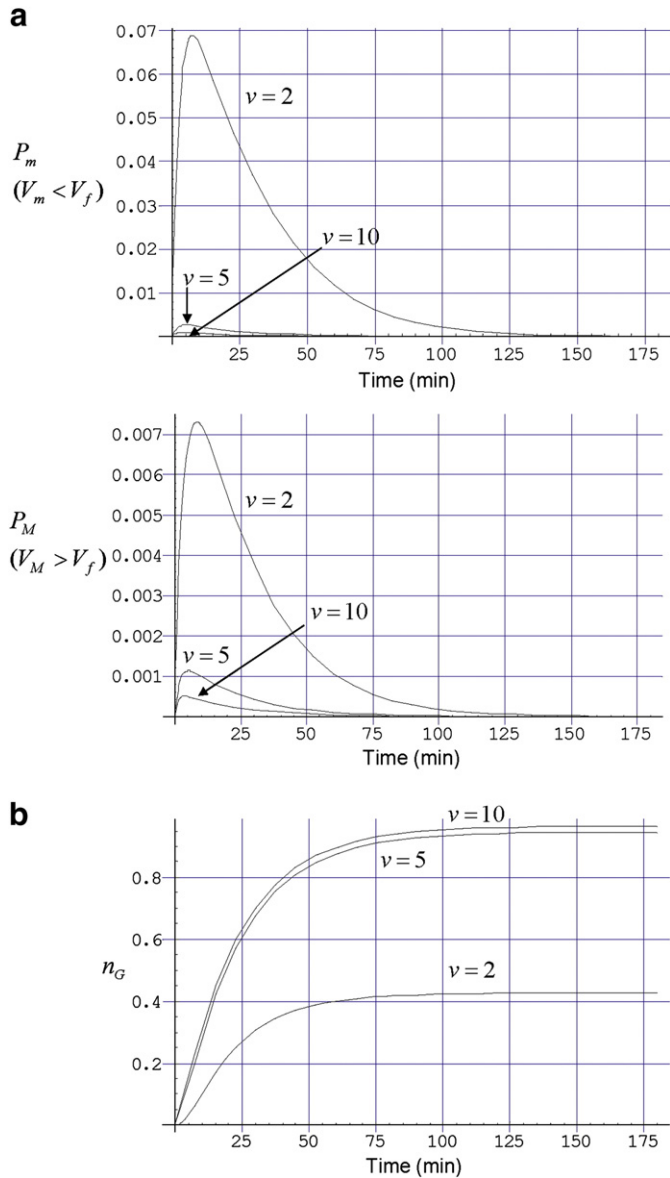 a
0.07
0.06
0.05
0.04
0.03
0.02
0.01
P_m
(V_m < V_f)
v = 2
v = 10
v = 5
25 50 75 100 125 150 175
Time (min)
0.007
0.006
0.005
0.004
0.003
0.002
0.001
P_M
(V_M > V_f)
v = 2
v = 10
v = 5
25 50 75 100 125 150 175
Time (min)
b
0.8
0.6
0.4
0.2
n_G
v = 10
v = 5
v = 2
25 50 75 100 125 150 175
Time (min)